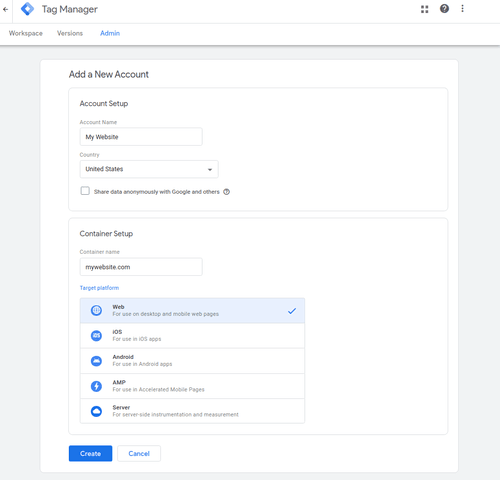 Tag Manager
Workspace Versions Admin
Add a New Account
Account Setup
Account Name
My Website
Country
United States
Share data anonymously with Google and others
Container Setup
Container name
mywebsite.com
Target platform
Web
For use on desktop and mobile web pages
iOS
iOS
For use in iOS apps
Android
For use in Android apps
AMP
For use in Accelerated Mobile Pages
Server
For server-side instrumentation and measurement
Create Cancel